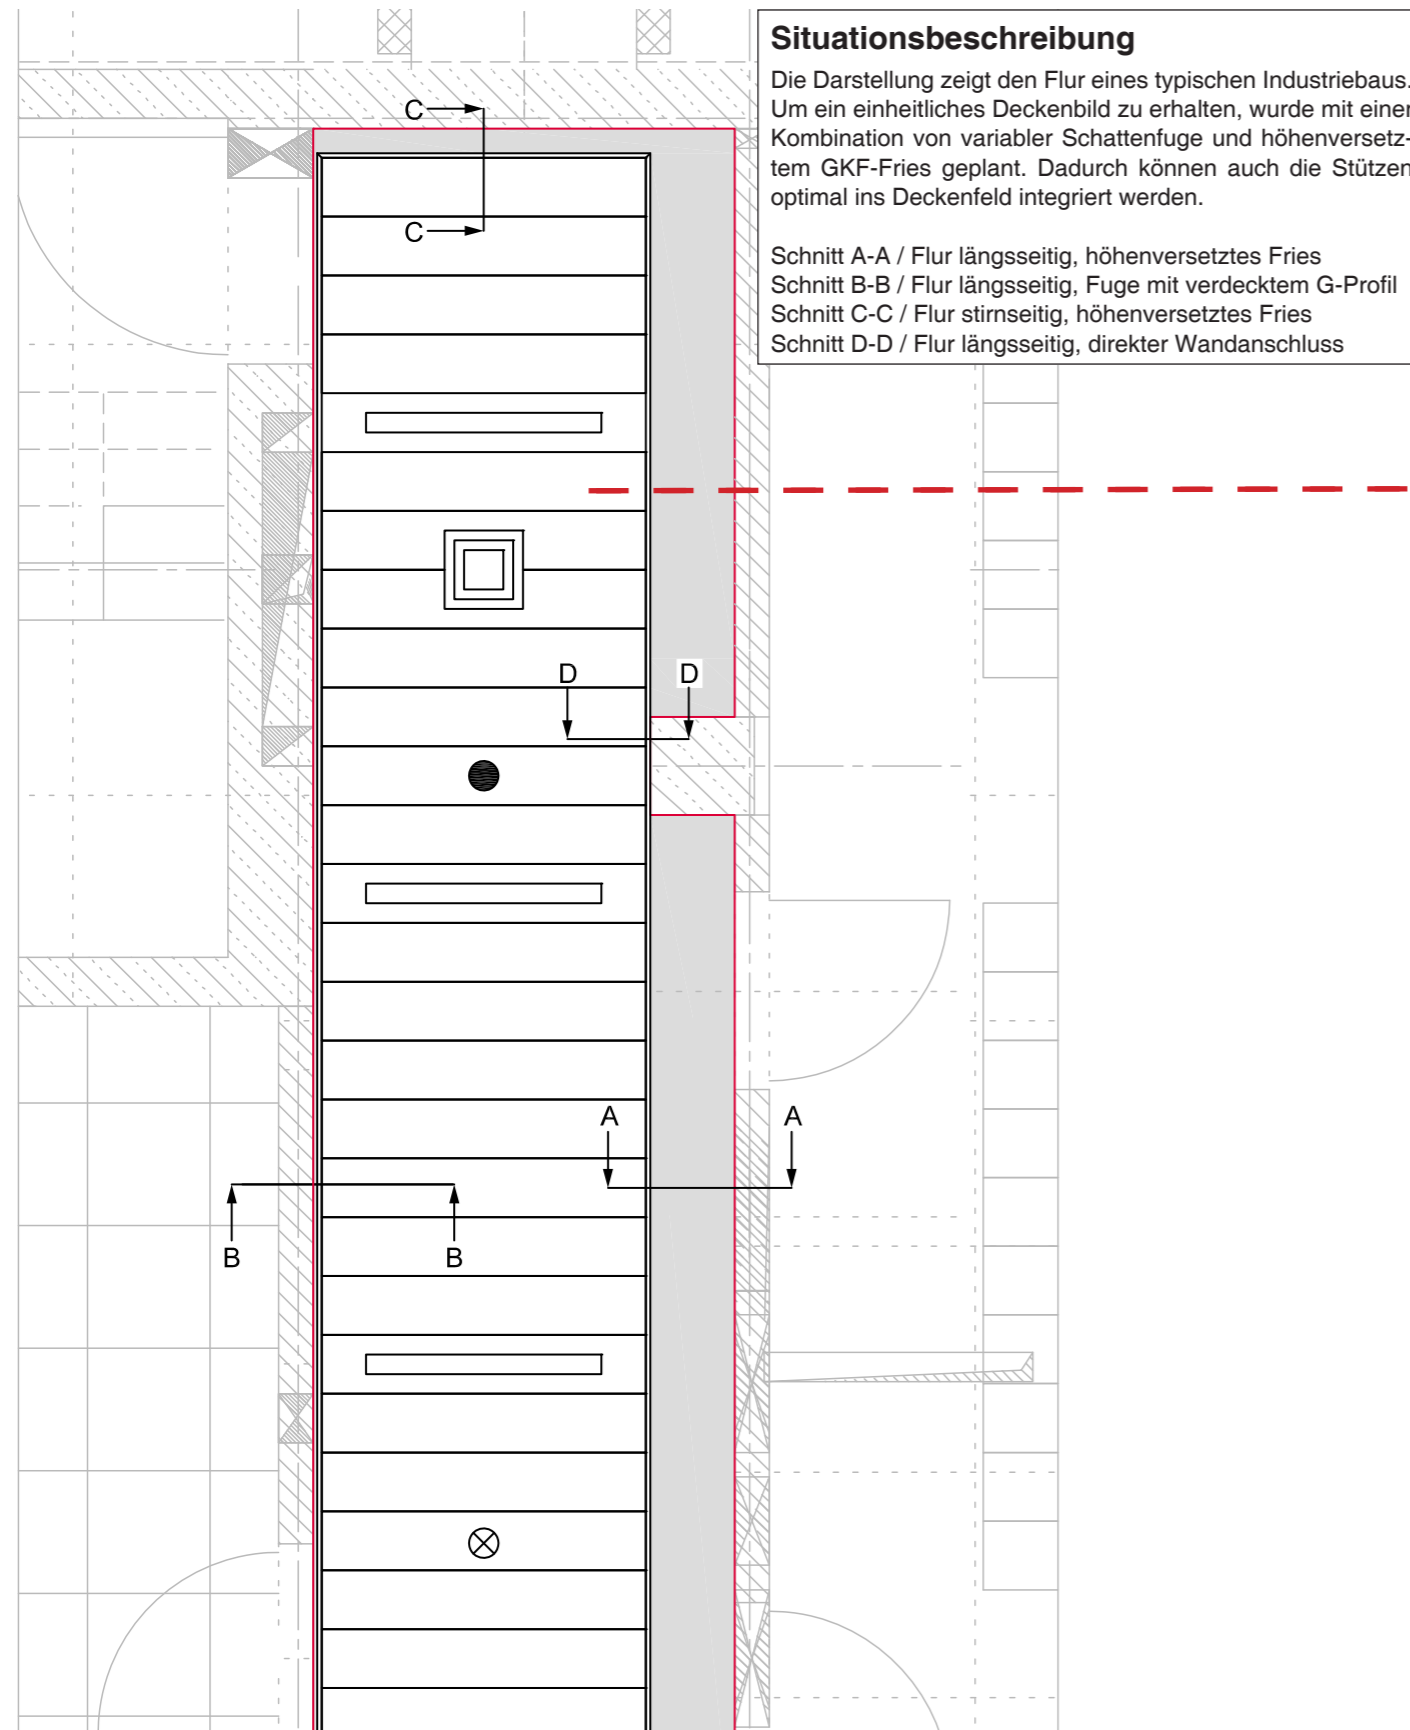 Situationsbeschreibung
Die Darstellung zeigt den Flur eines typischen Industriebaus.
Um ein einheitliches Deckenbild zu erhalten, wurde mit einer
Kombination von variabler Schattenfuge und höhenversetz-
tem GKF-Fries geplant. Dadurch können auch die Stützen
optimal ins Deckenfeld integriert werden.
Schnitt A-A / Flur längsseitig, höhenversetztes Fries
Schnitt B-B / Flur längsseitig, Fuge mit verdecktem G-Profil
Schnitt C-C / Flur stirnseitig, höhenversetztes Fries
Schnitt D-D / Flur längsseitig, direkter Wandanschluss
C
C
D D
A A
B B